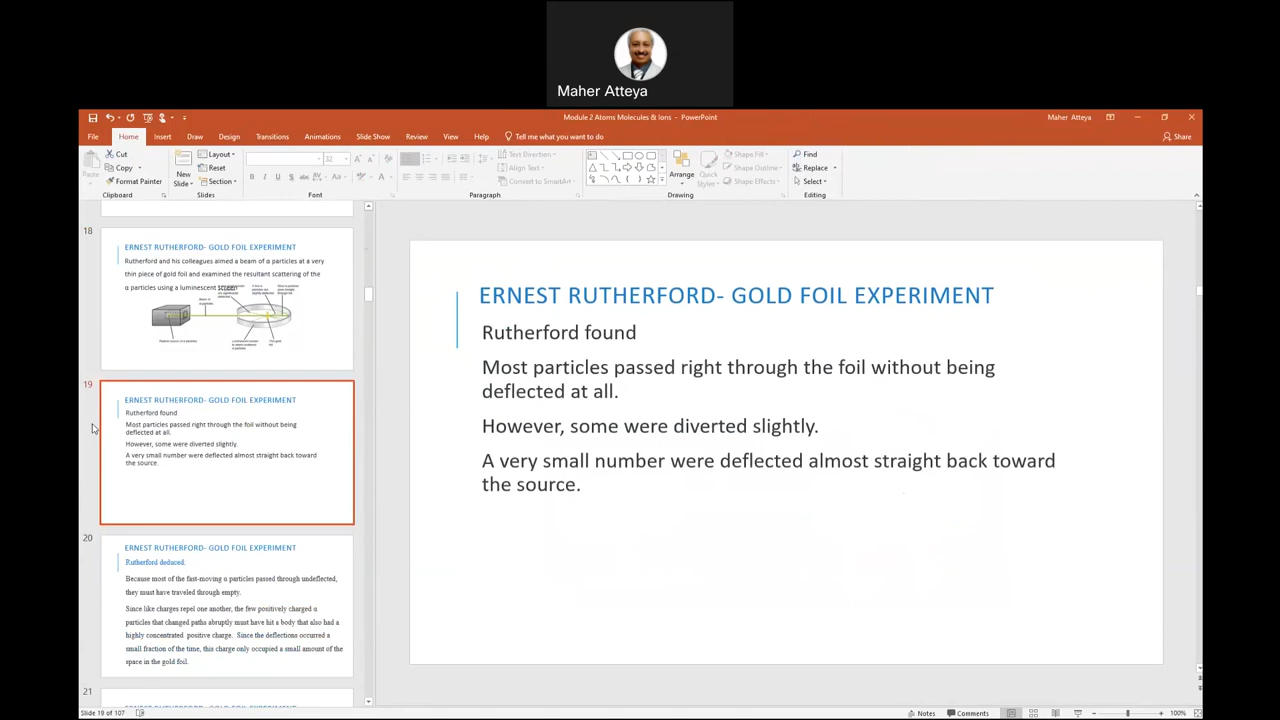 Maher Atteya
Module 2 Atoms Molecules & Ions - PowerPoint
Maher Atteya
File Home Insert Draw Design Transitions Animations Slide Show Review View Help Tell me what you want to do
Share
Paste
Cut
Copy
Format Painter
Clipboard
New
Slide
Layout
Reset
Section
Slides
32
Font
Text Direction
Align Text
Convert to SmartArt
Paragraph
Arrange
Quick
Styles
Shape Fill
Shape Outline
Shape Effects
Drawing
Find
Replace
Select
Editing
18
ERNEST RUTHERFORD- GOLD FOIL EXPERIMENT
Rutherford and his colleagues aimed a beam of α particles at a very
thin piece of gold foil and examined the resultant scattering of the
α particles using a luminescent screen
19
ERNEST RUTHERFORD- GOLD FOIL EXPERIMENT
Rutherford found
Most particles passed right through the foil without being
deflected at all.
However, some were diverted slightly.
A very small number were deflected almost straight back toward
the source.
20
ERNEST RUTHERFORD- GOLD FOIL EXPERIMENT
Rutherford deduced.
Because most of the fast-moving α particles passed through undeflected,
they must have traveled through empty.
Since like charges repel one another, the few positively charged α
particles that changed paths abruptly must have hit a body that also had a
highly concentrated positive charge. Since the deflections occurred a
small fraction of the time, this charge only occupied a small amount of the
space in the gold foil.
21
ERNEST RUTHERFORD- GOLD FOIL EXPERIMENT
Rutherford found
Most particles passed right through the foil without being
deflected at all.
However, some were diverted slightly.
A very small number were deflected almost straight back toward
the source.
Slide 19 of 107
Notes
Comments
100%